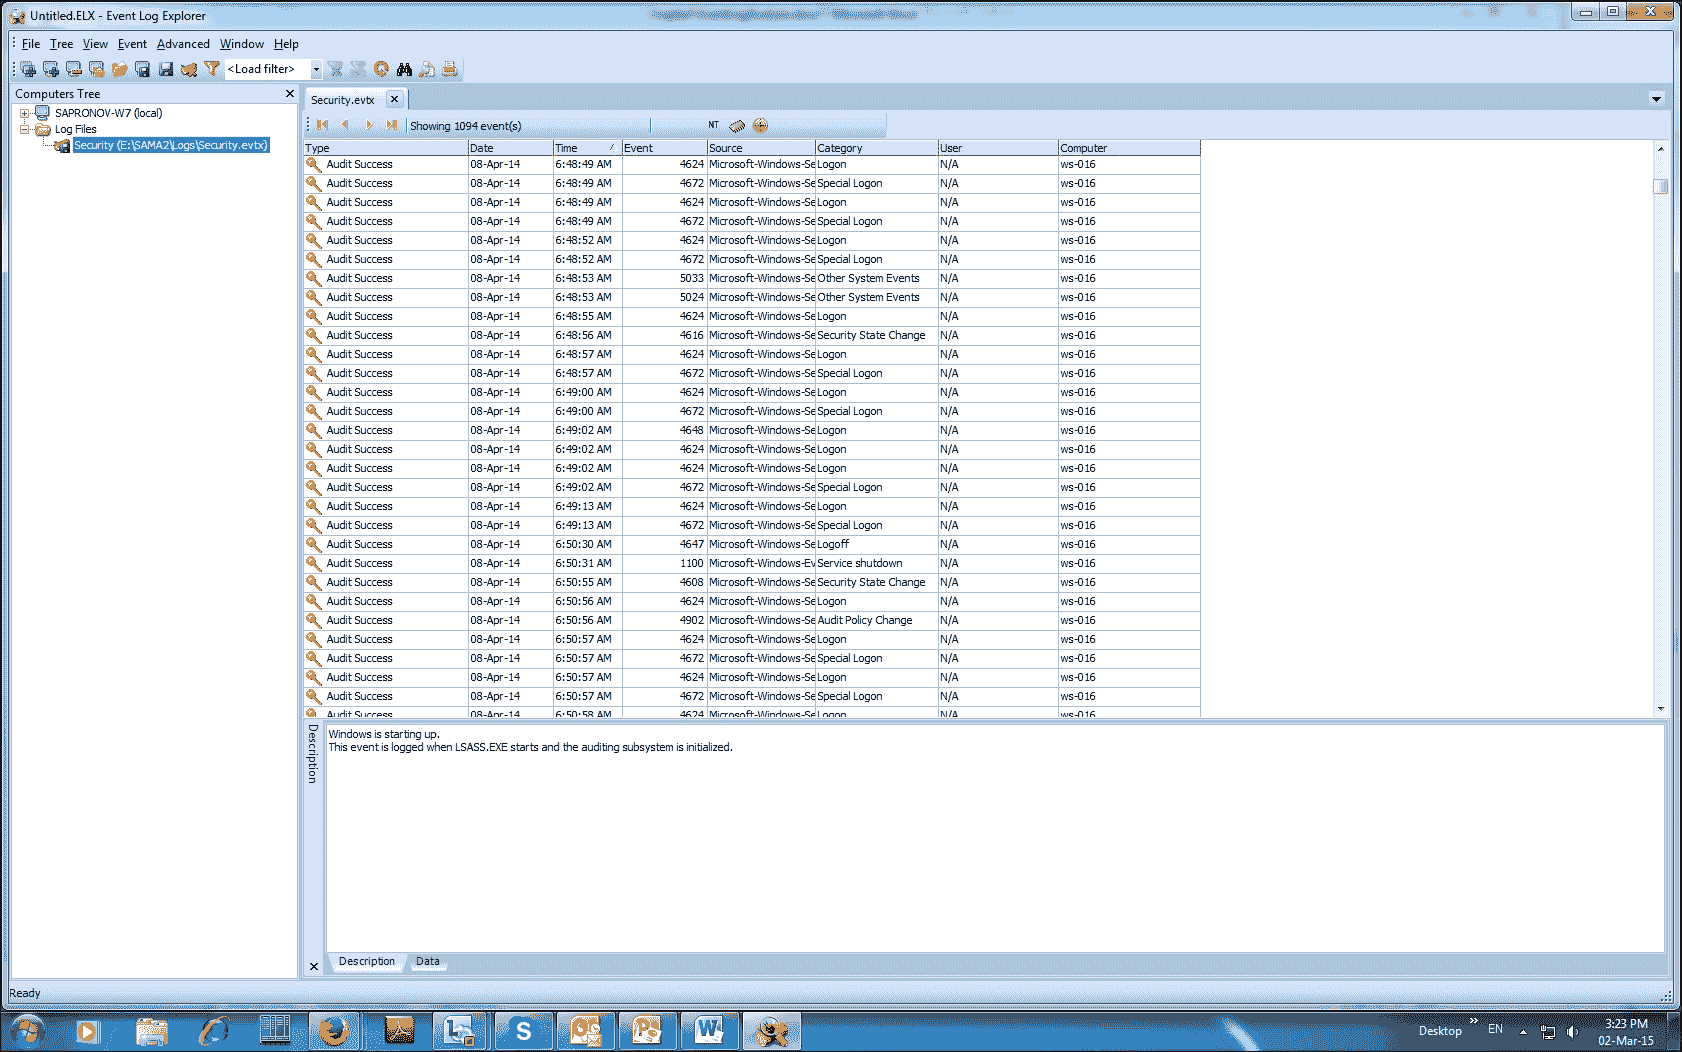 Untitled.ELX - Event Log Explorer
File Tree View Event Advanced Window Help
<Load filter>
Computers Tree
SAPRONOV-W7 (local)
Log Files
Security (E:\SAMA2\Logs\Security.evtx)
Security.evtx
Showing 1094 event(s)
NT
Type Date Time Event Source Category User Computer
Audit Success 08-Apr-14 6:48:49 AM 4624 Microsoft-Windows-Se Logon N/A ws-016
Audit Success 08-Apr-14 6:48:49 AM 4672 Microsoft-Windows-Se Special Logon N/A ws-016
Audit Success 08-Apr-14 6:48:49 AM 4624 Microsoft-Windows-Se Logon N/A ws-016
Audit Success 08-Apr-14 6:48:49 AM 4672 Microsoft-Windows-Se Special Logon N/A ws-016
Audit Success 08-Apr-14 6:48:52 AM 4624 Microsoft-Windows-Se Logon N/A ws-016
Audit Success 08-Apr-14 6:48:52 AM 4672 Microsoft-Windows-Se Special Logon N/A ws-016
Audit Success 08-Apr-14 6:48:53 AM 5033 Microsoft-Windows-Se Other System Events N/A ws-016
Audit Success 08-Apr-14 6:48:53 AM 5024 Microsoft-Windows-Se Other System Events N/A ws-016
Audit Success 08-Apr-14 6:48:55 AM 4624 Microsoft-Windows-Se Logon N/A ws-016
Audit Success 08-Apr-14 6:48:56 AM 4616 Microsoft-Windows-Se Security State Change N/A ws-016
Audit Success 08-Apr-14 6:48:57 AM 4624 Microsoft-Windows-Se Logon N/A ws-016
Audit Success 08-Apr-14 6:48:57 AM 4672 Microsoft-Windows-Se Special Logon N/A ws-016
Audit Success 08-Apr-14 6:49:00 AM 4624 Microsoft-Windows-Se Logon N/A ws-016
Audit Success 08-Apr-14 6:49:00 AM 4672 Microsoft-Windows-Se Special Logon N/A ws-016
Audit Success 08-Apr-14 6:49:02 AM 4648 Microsoft-Windows-Se Logon N/A ws-016
Audit Success 08-Apr-14 6:49:02 AM 4624 Microsoft-Windows-Se Logon N/A ws-016
Audit Success 08-Apr-14 6:49:02 AM 4624 Microsoft-Windows-Se Logon N/A ws-016
Audit Success 08-Apr-14 6:49:02 AM 4672 Microsoft-Windows-Se Special Logon N/A ws-016
Audit Success 08-Apr-14 6:49:13 AM 4624 Microsoft-Windows-Se Logon N/A ws-016
Audit Success 08-Apr-14 6:49:13 AM 4672 Microsoft-Windows-Se Special Logon N/A ws-016
Audit Success 08-Apr-14 6:50:30 AM 4647 Microsoft-Windows-Se Logoff N/A ws-016
Audit Success 08-Apr-14 6:50:31 AM 1100 Microsoft-Windows-Ev Service shutdown N/A ws-016
Audit Success 08-Apr-14 6:50:55 AM 4608 Microsoft-Windows-Se Security State Change N/A ws-016
Audit Success 08-Apr-14 6:50:56 AM 4624 Microsoft-Windows-Se Logon N/A ws-016
Audit Success 08-Apr-14 6:50:56 AM 4902 Microsoft-Windows-Se Audit Policy Change N/A ws-016
Audit Success 08-Apr-14 6:50:57 AM 4624 Microsoft-Windows-Se Logon N/A ws-016
Audit Success 08-Apr-14 6:50:57 AM 4672 Microsoft-Windows-Se Special Logon N/A ws-016
Audit Success 08-Apr-14 6:50:57 AM 4624 Microsoft-Windows-Se Logon N/A ws-016
Audit Success 08-Apr-14 6:50:57 AM 4672 Microsoft-Windows-Se Special Logon N/A ws-016
Audit Success 08-Apr-14 6:50:58 AM 4624 Microsoft-Windows-Se Logon N/A ws-016
Description
Windows is starting up.
This event is logged when LSASS.EXE starts and the auditing subsystem is initialized.
Description Data
Ready
Desktop EN 3:23 PM
02-Mar-15